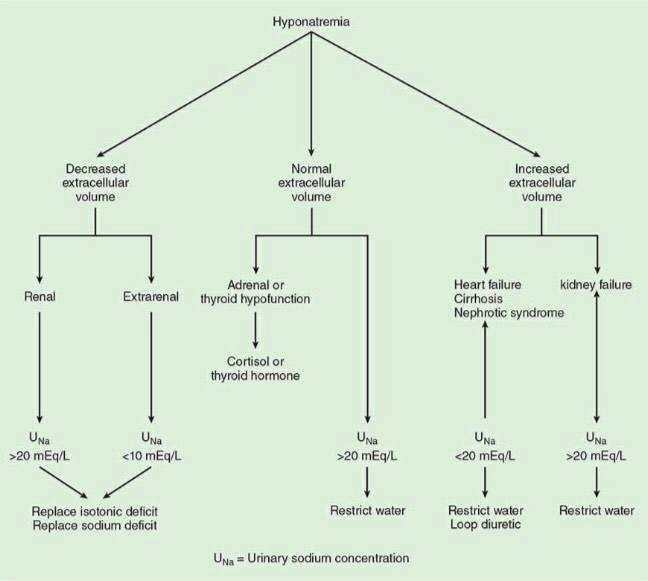 Hyponatremia
Decreased
extracellular
volume
Normal
extracellular
volume
Increased
extracellular
volume
Renal
Extrarenal
Adrenal or
thyroid hypofunction
Heart failure
Cirrhosis
Nephrotic syndrome
kidney failure
Cortisol or
thyroid hormone
UNa
>20 mEq/L
UNa
<10 mEq/L
UNa
>20 mEq/L
UNa
<20 mEq/L
UNa
>20 mEq/L
Replace isotonic deficit
Replace sodium deficit
Restrict water
Restrict water
Loop diuretic
Restrict water
UNa = Urinary sodium concentration